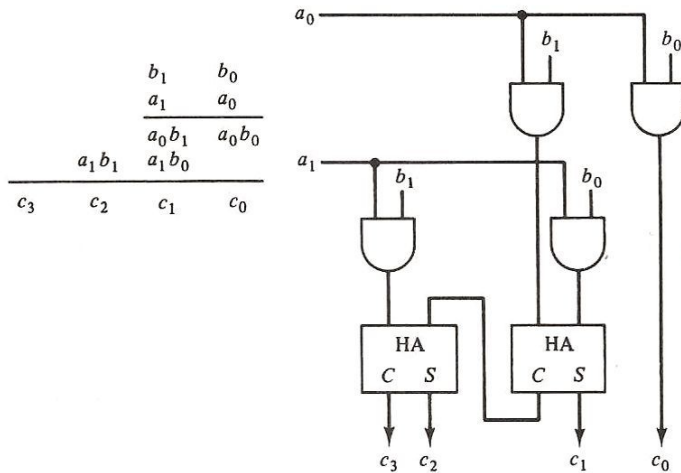 b₁ b₀
a₁ a₀
a₀b₁ a₀b₀
a₁b₁ a₁b₀
c₃ c₂ c₁ c₀
a₀
b₁ b₀
a₁
b₁ b₀
HA HA
C S C S
c₃ c₂ c₁ c₀